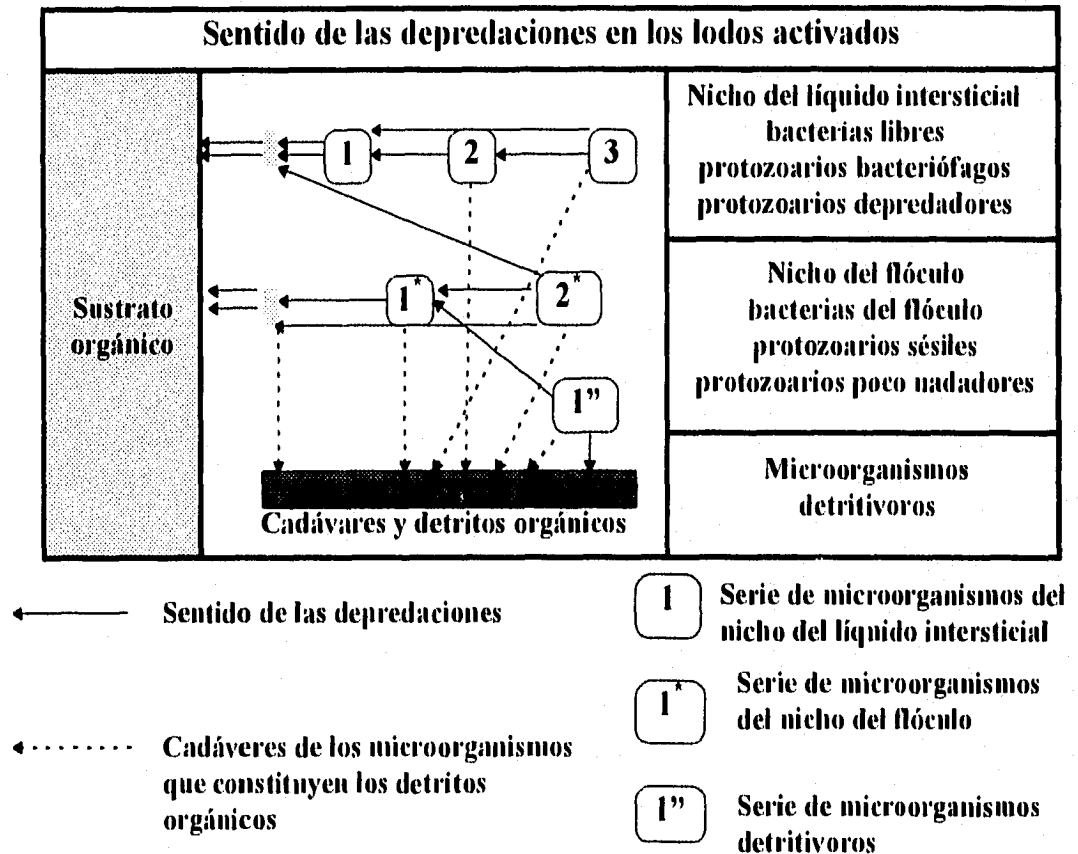 Sentido de las depredaciones en los lodos activados
Sustrato
orgánico
1
2
3
1*
2*
1”
Cadávares y detritos orgánicos
Nicho del líquido intersticial
bacterias libres
protozoarios bacteriófagos
protozoarios depredadores
Nicho del flóculo
bacterias del flóculo
protozoarios sésiles
protozoarios poco nadadores
Microorganismos
detritivoros
Sentido de las depredaciones
Cadáveres de los microorganismos
que constituyen los detritos
orgánicos
1
Serie de microorganismos del
nicho del líquido intersticial
1*
Serie de microorganismos
del nicho del flóculo
1”
Serie de microorganismos
detritivoros